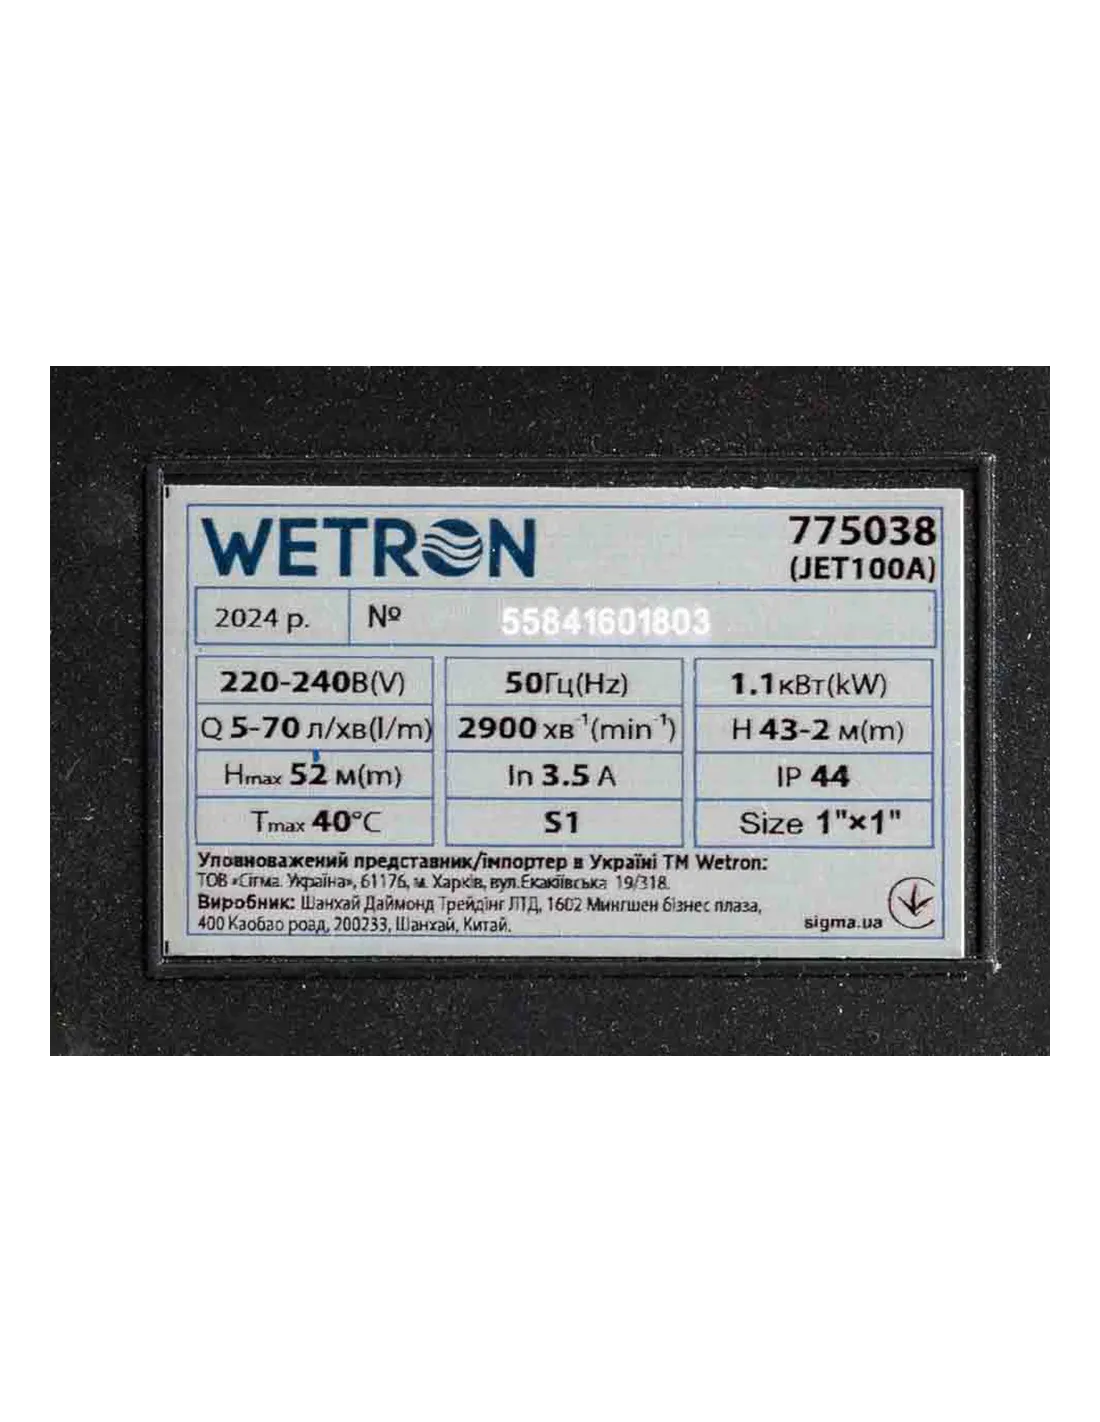 WETRON 775038
(JET100A)
2024 р. № 55841601803
220-240В(V) 50Гц(Hz) 1.1кВт(kW)
Q 5-70 л/хв(l/m) 2900 хв⁻¹(min⁻¹) H 43-2 м(m)
Hmax 52 м(m) In 3.5 A IP 44
Tmax 40°C S1 Size 1"×1"
Уповноважений представник/імпортер в Україні ТМ Wetron:
ТОВ «Сігма Україна», 61176, м. Харків, вул.Екакіївська 19/318.
Виробник: Шанхай Даймонд Трейдінг ЛТД, 1602 Мингшен бізнес плаза,
400 Каобао роад, 200233, Шанхай, Китай.
sigma.ua